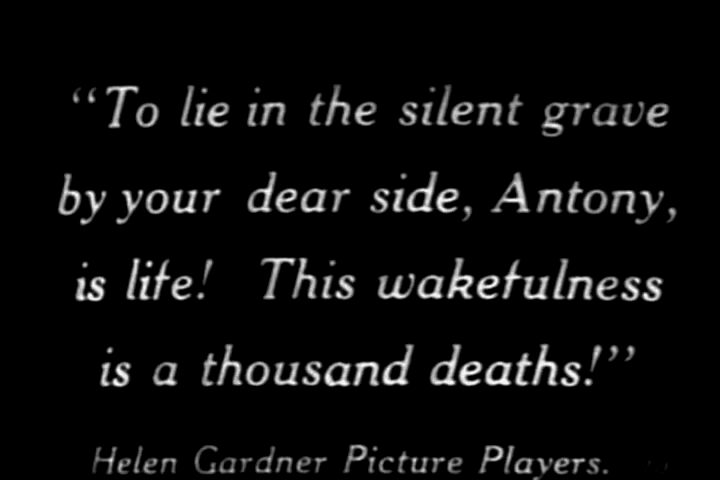 “To lie in the silent grave
by your dear side, Antony,
is life! This wakefulness
is a thousand deaths!”
Helen Gardner Picture Players.